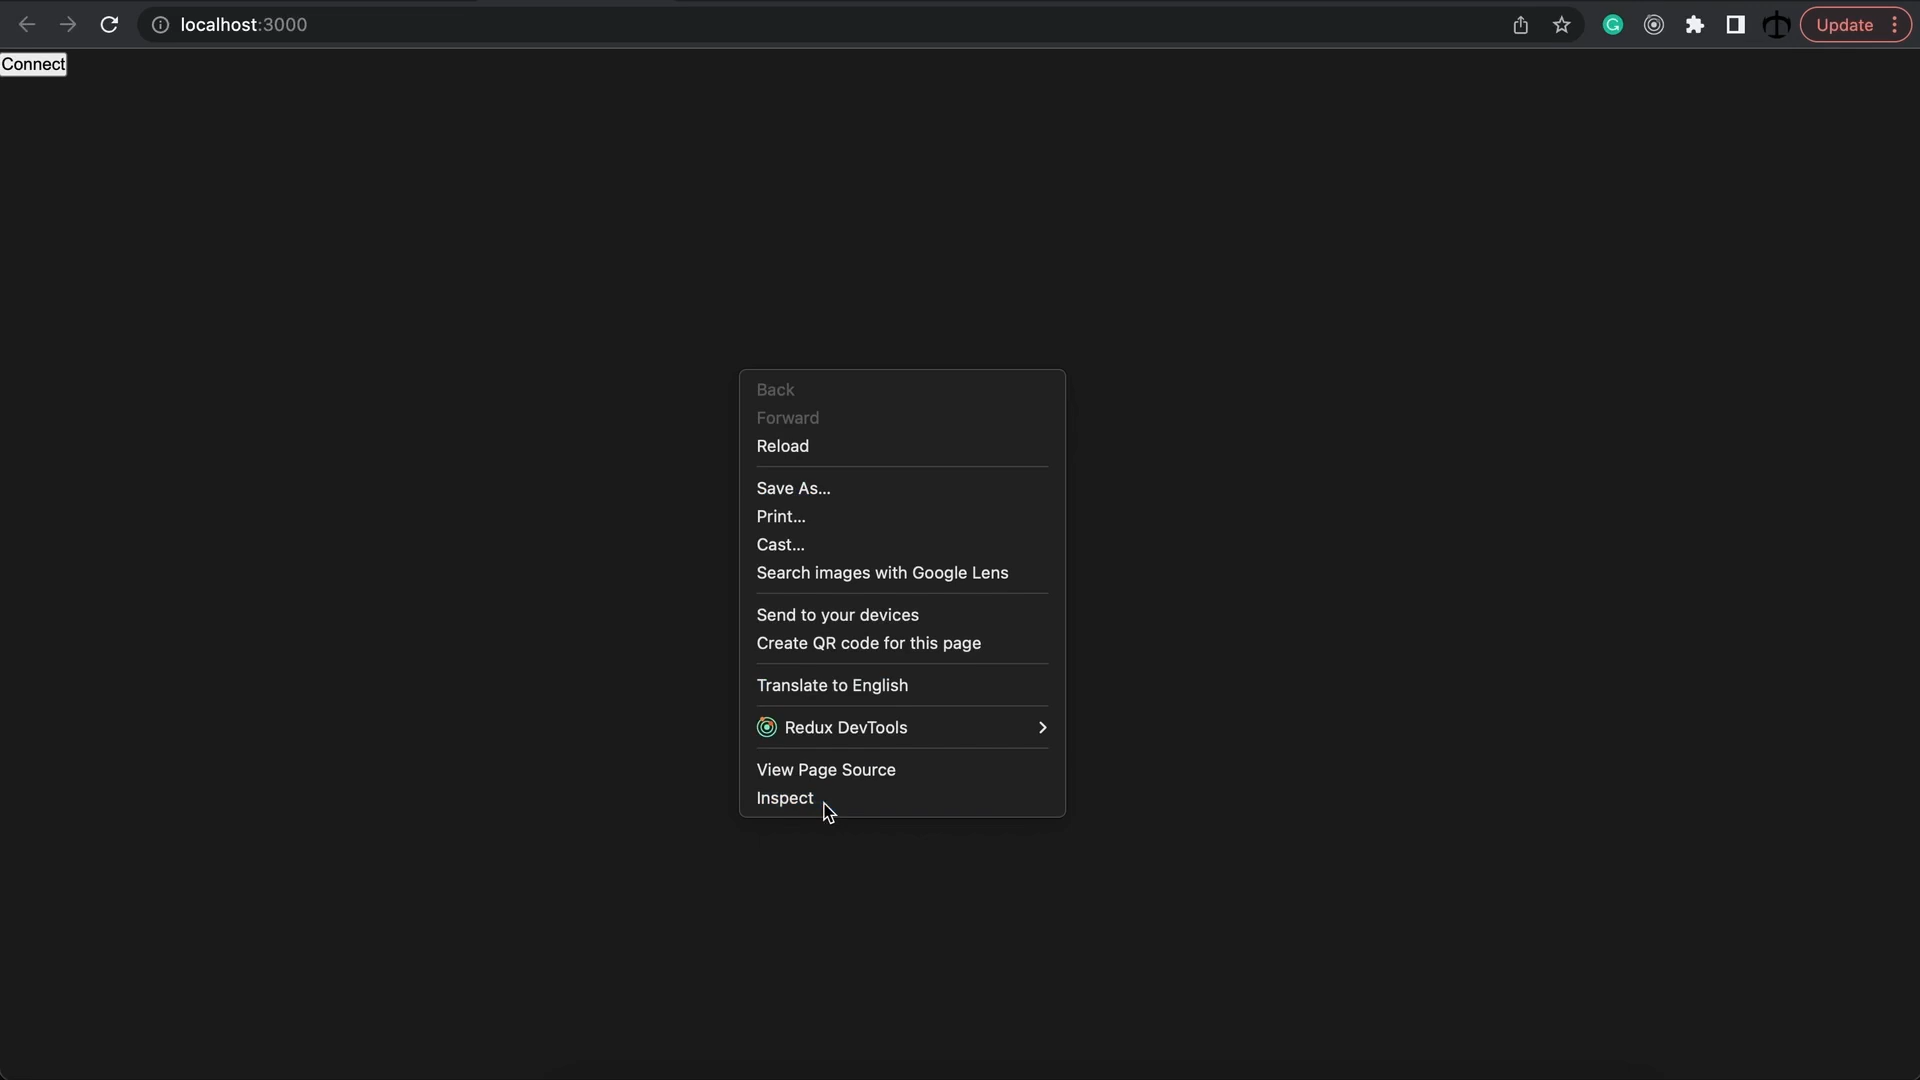 localhost:3000
Update
Connect
Back
Forward
Reload
Save As...
Print...
Cast...
Search images with Google Lens
Send to your devices
Create QR code for this page
Translate to English
Redux DevTools
View Page Source
Inspect